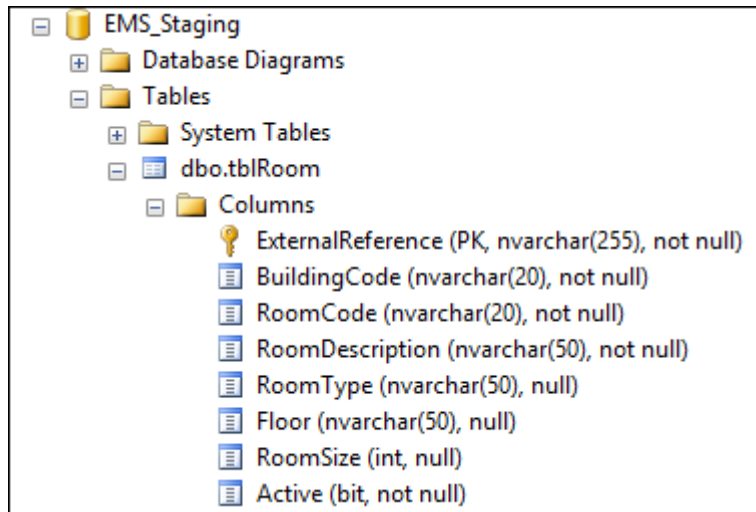 EMS_Staging
Database Diagrams
Tables
System Tables
dbo.tblRoom
Columns
ExternalReference (PK, nvarchar(255), not null)
BuildingCode (nvarchar(20), not null)
RoomCode (nvarchar(20), not null)
RoomDescription (nvarchar(50), not null)
RoomType (nvarchar(50), null)
Floor (nvarchar(50), null)
RoomSize (int, null)
Active (bit, not null)